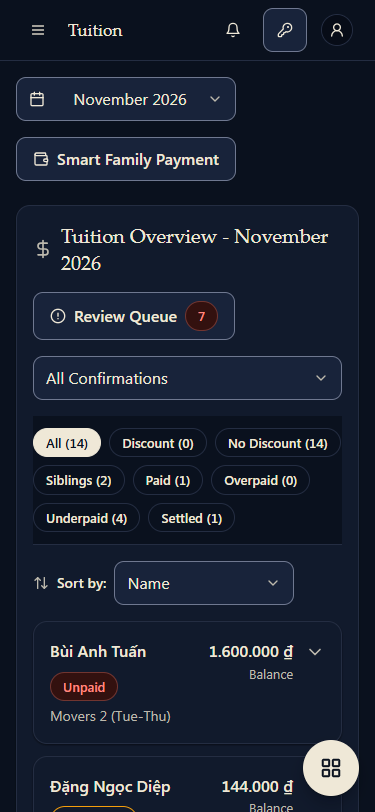 Tuition
November 2026
Smart Family Payment
Tuition Overview - November
2026
Review Queue 7
All Confirmations
All (14) Discount (0) No Discount (14)
Siblings (2) Paid (1) Overpaid (0)
Underpaid (4) Settled (1)
Sort by: Name
Bùi Anh Tuấn 1.600.000 ₫
Unpaid Balance
Movers 2 (Tue-Thu)
Đặng Ngọc Diệp 144.000 ₫
Balance